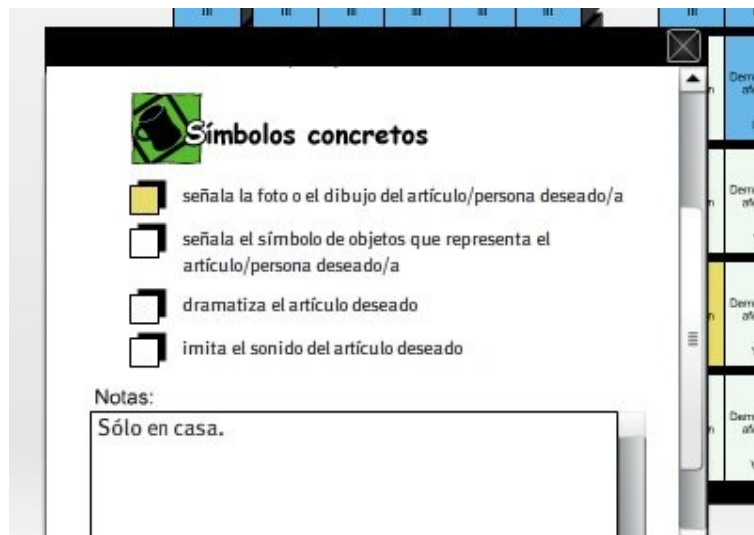 Símbolos concretos
señala la foto o el dibujo del artículo/persona deseado/a
señala el símbolo de objetos que representa el
artículo/persona deseado/a
dramatiza el artículo deseado
imita el sonido del artículo deseado
Notas:
Sólo en casa.